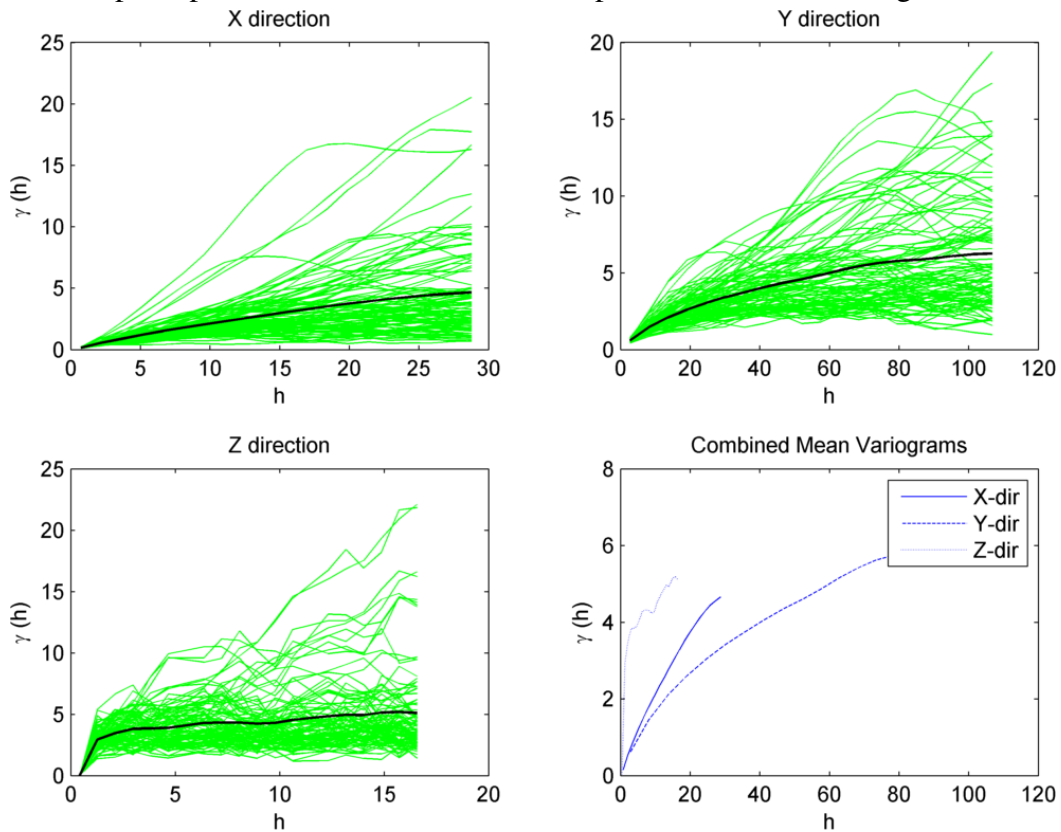 X direction
25
20
15
10
5
0
γ (h)
0 5 10 15 20 25 30
h
Y direction
20
15
10
5
0
γ (h)
0 20 40 60 80 100 120
h
Z direction
25
20
15
10
5
0
γ (h)
0 5 10 15 20
h
Combined Mean Variograms
8
6
4
2
0
γ (h)
0 20 40 60 80 100 120
h
X-dir
Y-dir
Z-dir